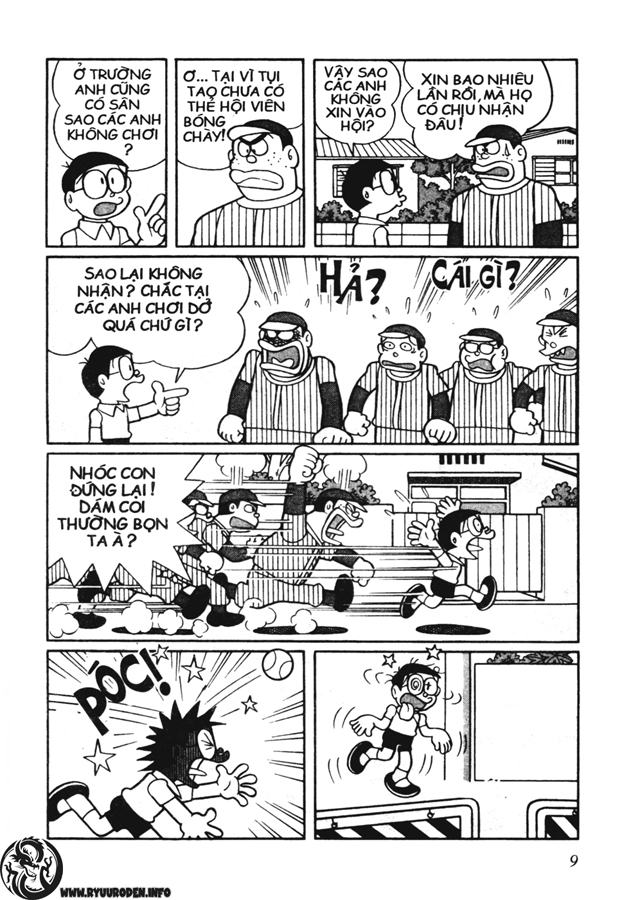 Ở TRƯỜNG
ANH CŨNG
CÓ SÂN
SAO CÁC ANH
KHÔNG CHƠI
?
Ơ... TẠI VÌ TỤI
TAO CHƯA CÓ
THẺ HỘI VIÊN
BÓNG
CHÀY!
VẬY SAO
CÁC ANH
KHÔNG
XIN VÀO
HỘI?
XIN BAO NHIÊU
LẦN RỒI, MÀ HỌ
CÓ CHỊU NHẬN
ĐÂU!
SAO LẠI KHÔNG
NHẬN? CHẮC TẠI
CÁC ANH CHƠI DỞ
QUÁ CHỨ GÌ?
HẢ?
CÁI GÌ?
NHÓC CON
ĐỨNG LẠI!
DÁM COI
THƯỜNG BỌN
TA À?
PÓC!
9
WWW.RYUURODEN.INFO